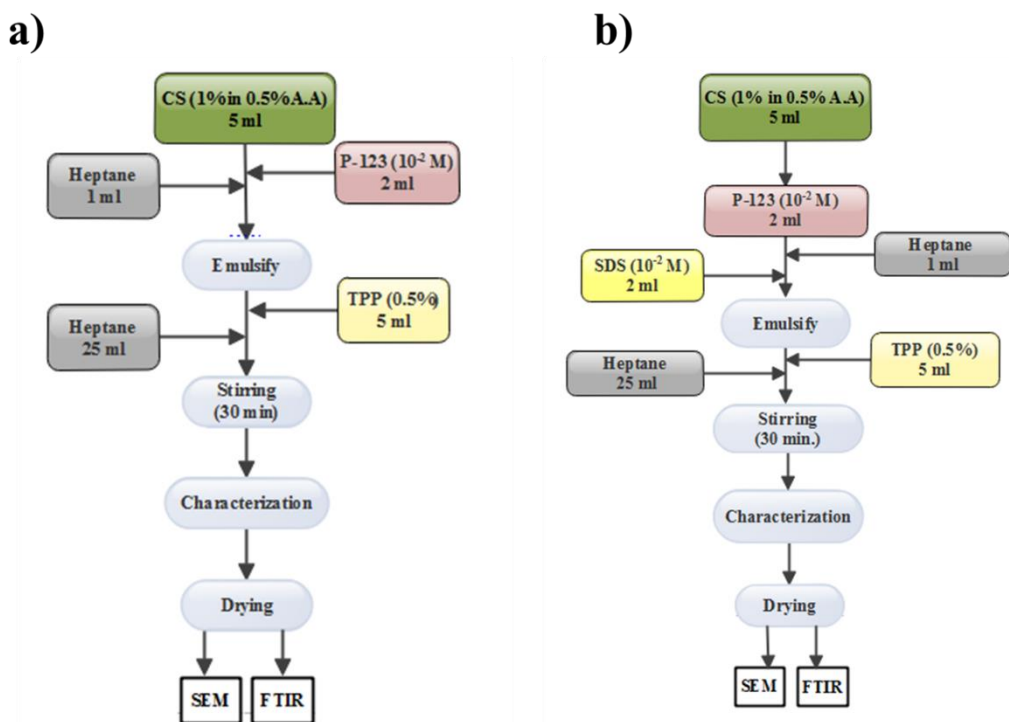 a)
CS (1% in 0.5% A.A)
5 ml
Heptane
1 ml
P-123 (10⁻² M)
2 ml
Emulsify
TPP (0.5%)
5 ml
Heptane
25 ml
Stirring
(30 min)
Characterization
Drying
SEM
FTIR
b)
CS (1% in 0.5% A.A)
5 ml
P-123 (10⁻² M)
2 ml
Heptane
1 ml
SDS (10⁻² M)
2 ml
Emulsify
TPP (0.5%)
5 ml
Heptane
25 ml
Stirring
(30 min.)
Characterization
Drying
SEM
FTIR